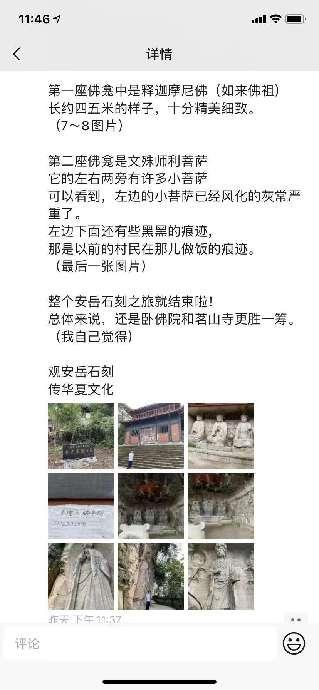 11:46
详情
第一座佛龛中是释迦摩尼佛（如来佛祖）
长约四五米的样子，十分精美细致。
（7～8图片）
第二座佛龛是文殊师利菩萨
它的左右两旁有许多小菩萨
可以看到，左边的小菩萨已经风化的灰常严
重了。
左边下面还有些黑黑的痕迹，
那是以前的村民在那儿做饭的痕迹。
（最后一张图片）
整个安岳石刻之旅就结束啦！
总体来说，还是卧佛院和茗山寺更胜一筹。
（我自己觉得）
观安岳石刻
传华夏文化
昨天 下午11:37
评论